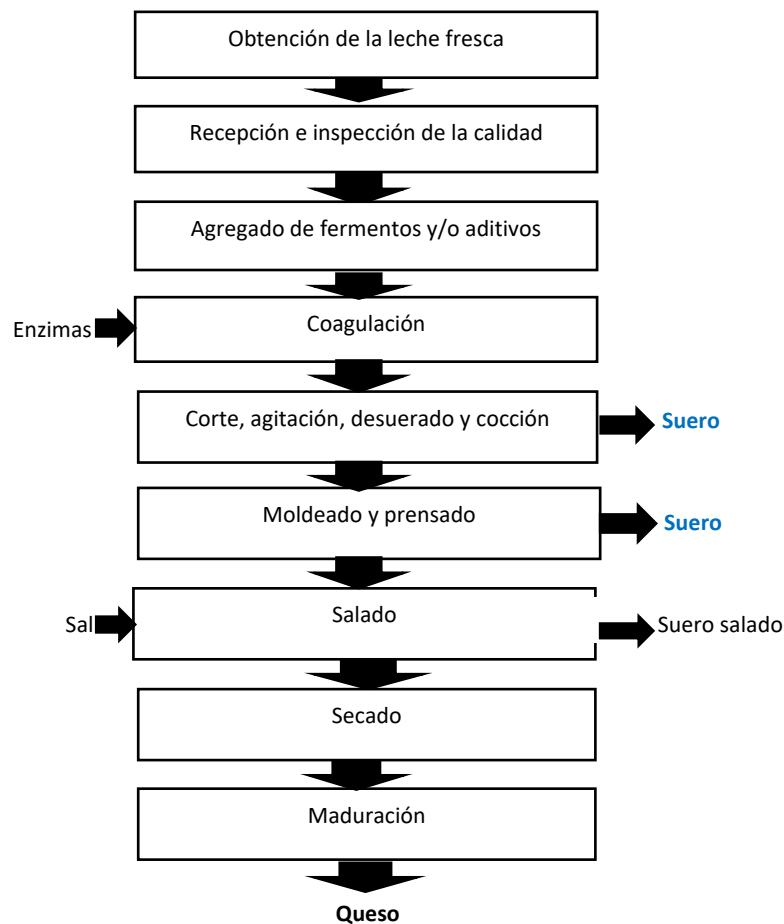 Obtención de la leche fresca
Recepción e inspección de la calidad
Agregado de fermentos y/o aditivos
Enzimas
Coagulación
Corte, agitación, desuerado y cocción
Suero
Moldeado y prensado
Suero
Sal
Salado
Suero salado
Secado
Maduración
Queso